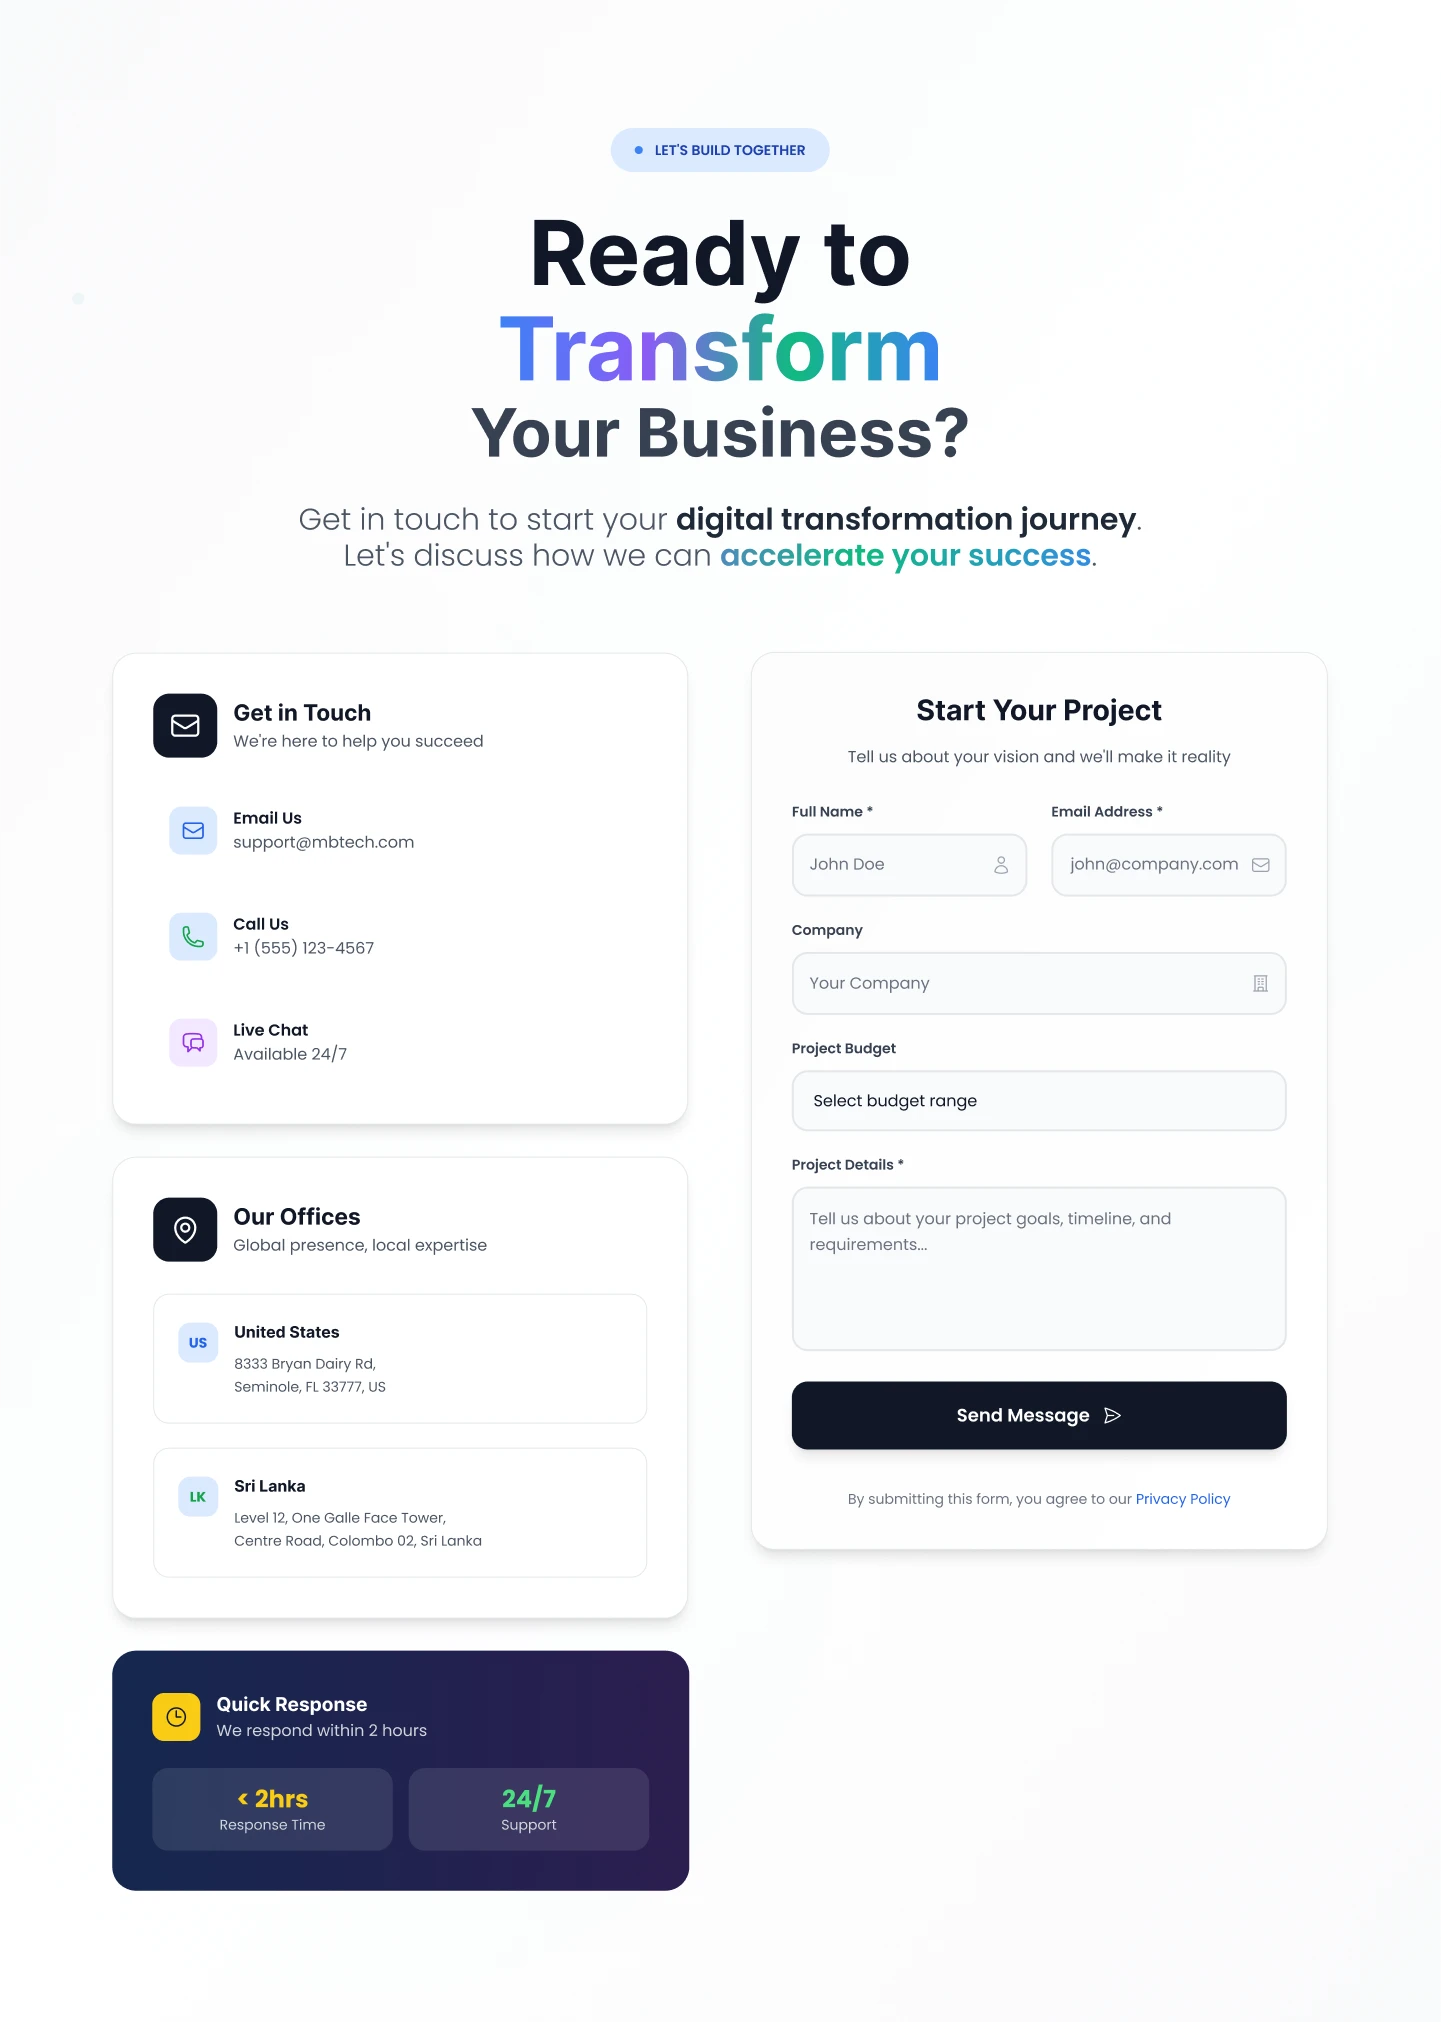 LET'S BUILD TOGETHER
Ready to
Transform
Your Business?
Get in touch to start your digital transformation journey.
Let's discuss how we can accelerate your success.
Get in Touch
We're here to help you succeed
Email Us
support@mbtech.com
Call Us
+1 (555) 123-4567
Live Chat
Available 24/7
Our Offices
Global presence, local expertise
US
United States
8333 Bryan Dairy Rd,
Seminole, FL 33777, US
LK
Sri Lanka
Level 12, One Galle Face Tower,
Centre Road, Colombo 02, Sri Lanka
Quick Response
We respond within 2 hours
< 2hrs
Response Time
24/7
Support
Start Your Project
Tell us about your vision and we'll make it reality
Full Name *
John Doe
Email Address *
john@company.com
Company
Your Company
Project Budget
Select budget range
Project Details *
Tell us about your project goals, timeline, and
requirements...
Send Message
By submitting this form, you agree to our Privacy Policy